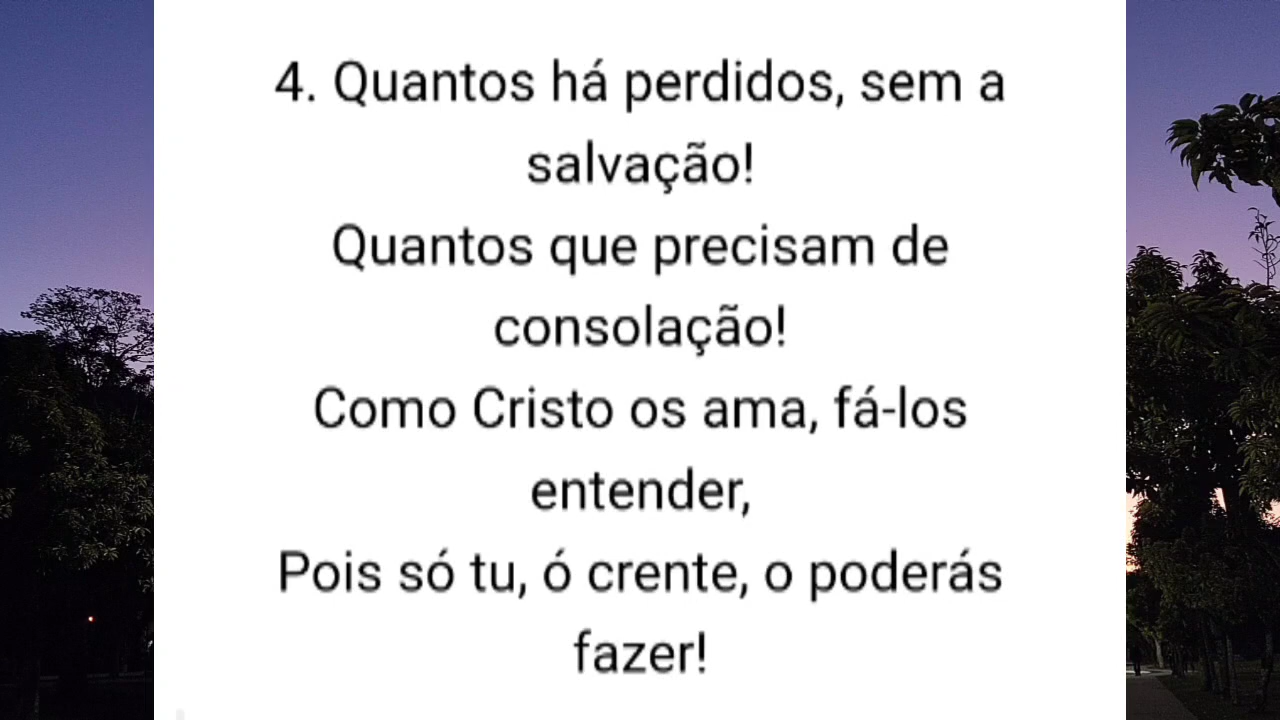 4. Quantos há perdidos, sem a
salvação!
Quantos que precisam de
consolação!
Como Cristo os ama, fá-los
entender,
Pois só tu, ó crente, o poderás
fazer!